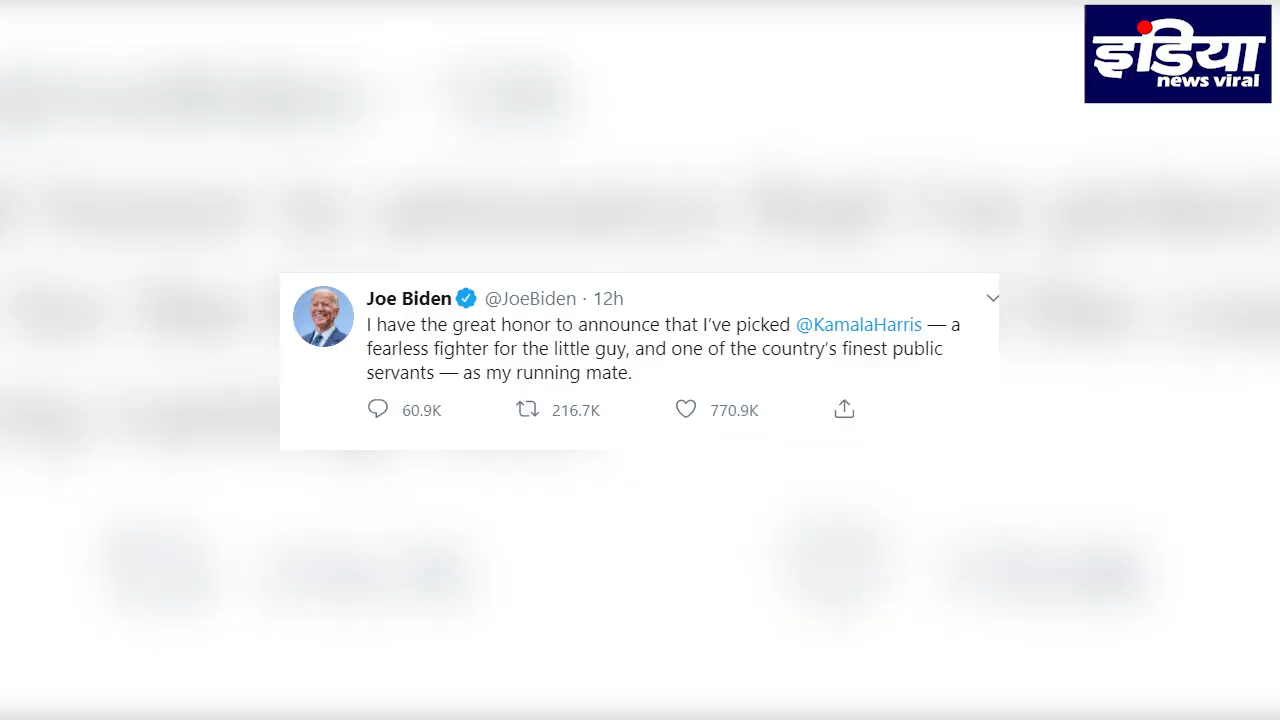 इंडिया
news viral
Joe Biden @JoeBiden · 12h
I have the great honor to announce that I’ve picked @KamalaHarris — a
fearless fighter for the little guy, and one of the country’s finest public
servants — as my running mate.
60.9K 216.7K 770.9K